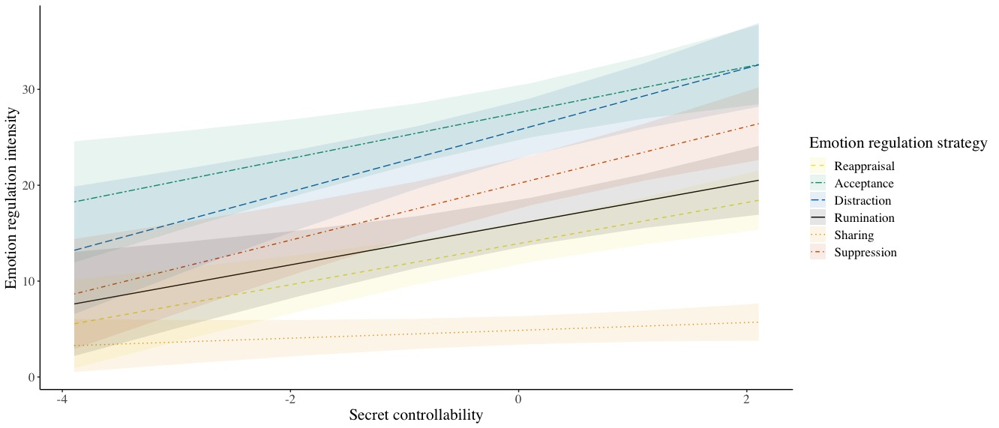 Emotion regulation intensity
30
20
10
0
-4
-2
0
2
Secret controllability
Emotion regulation strategy
Reappraisal
Acceptance
Distraction
Rumination
Sharing
Suppression